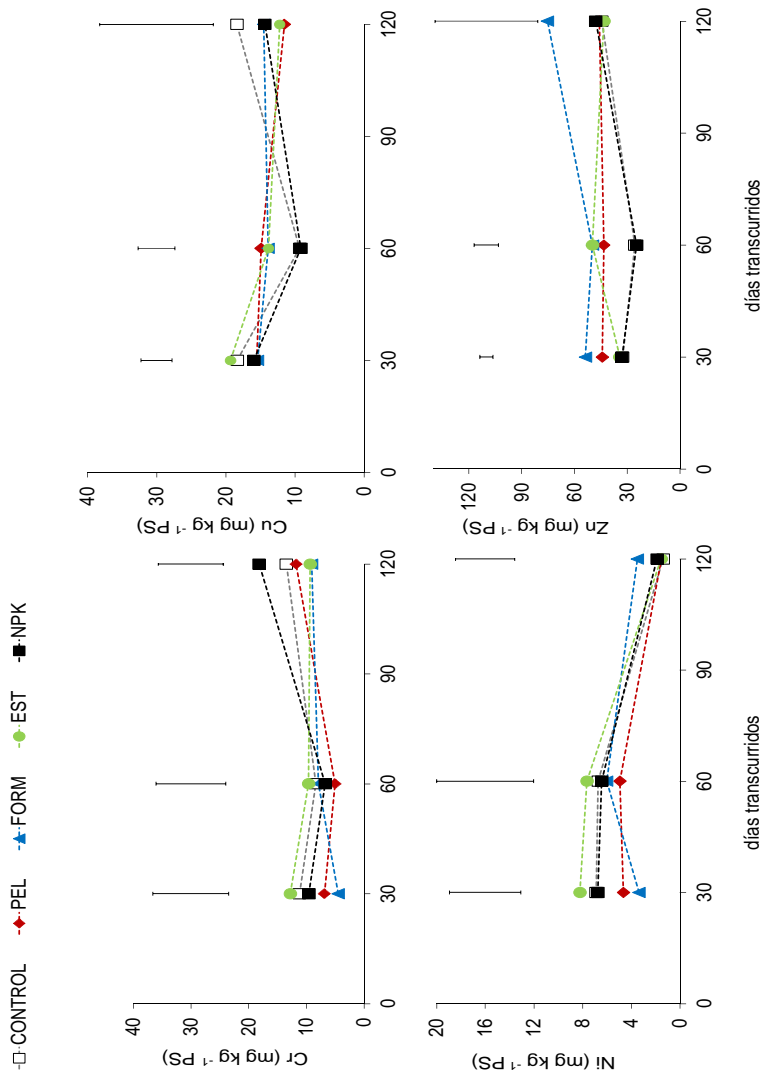 CONTROL PEL FORM EST NPK
40
30
20
10
0
Cr (mg kg⁻¹ PS)
0 30 60 90 120
40
30
20
10
0
Cu (mg kg⁻¹ PS)
0 30 60 90 120
20
16
12
8
4
0
Ni (mg kg⁻¹ PS)
0 30 60 90 120
días transcurridos
120
90
60
30
0
Zn (mg kg⁻¹ PS)
0 30 60 90 120
días transcurridos